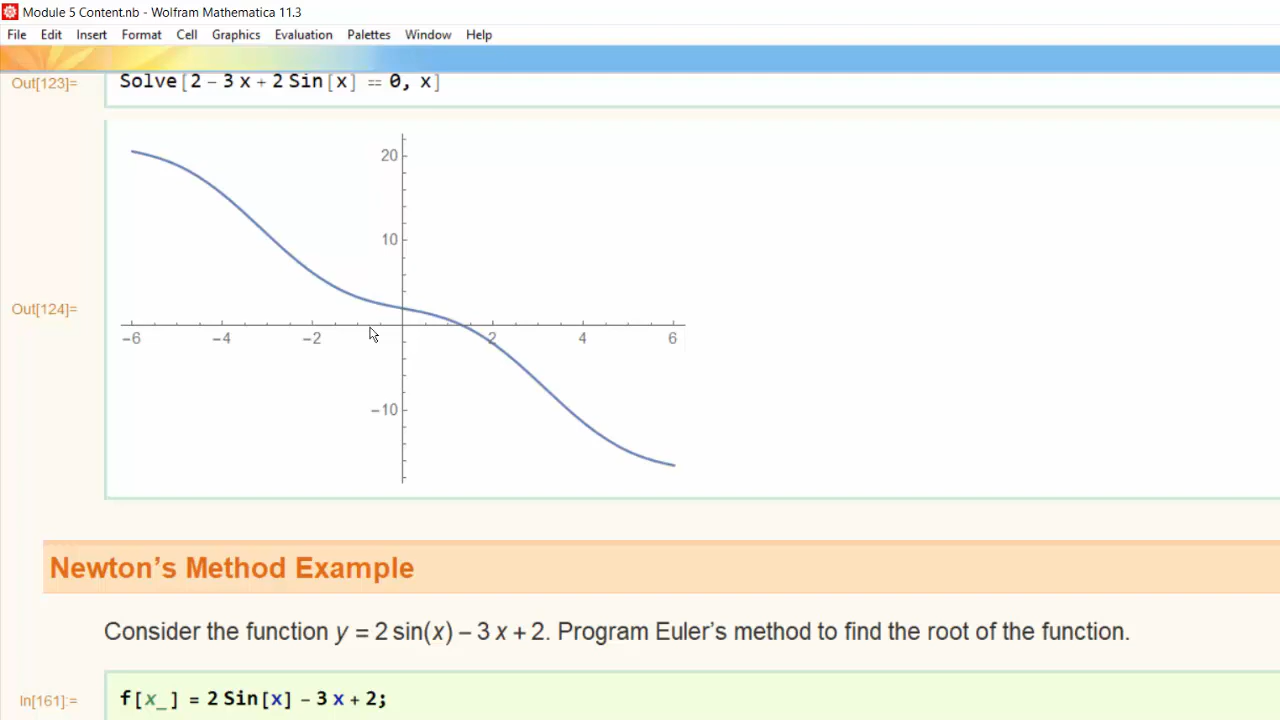 Module 5 Content.nb - Wolfram Mathematica 11.3
File Edit Insert Format Cell Graphics Evaluation Palettes Window Help
Out[123]= Solve[2 − 3 x + 2 Sin[x] == 0, x]
20
10
Out[124]=
−6 −4 −2 2 4 6
−10
Newton’s Method Example
Consider the function y = 2 sin(x) − 3 x + 2. Program Euler’s method to find the root of the function.
In[161]:= f[x_] = 2 Sin[x] − 3 x + 2;